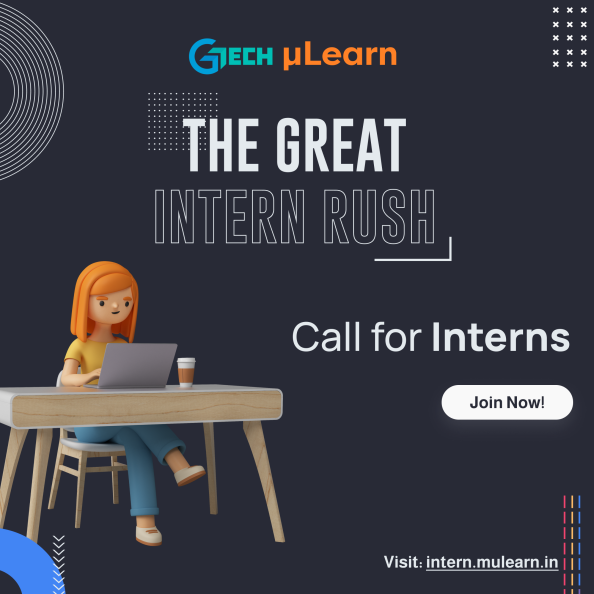 GTECH µLearn
THE GREAT
INTERN RUSH
Call for Interns
Join Now!
Visit: intern.mulearn.in